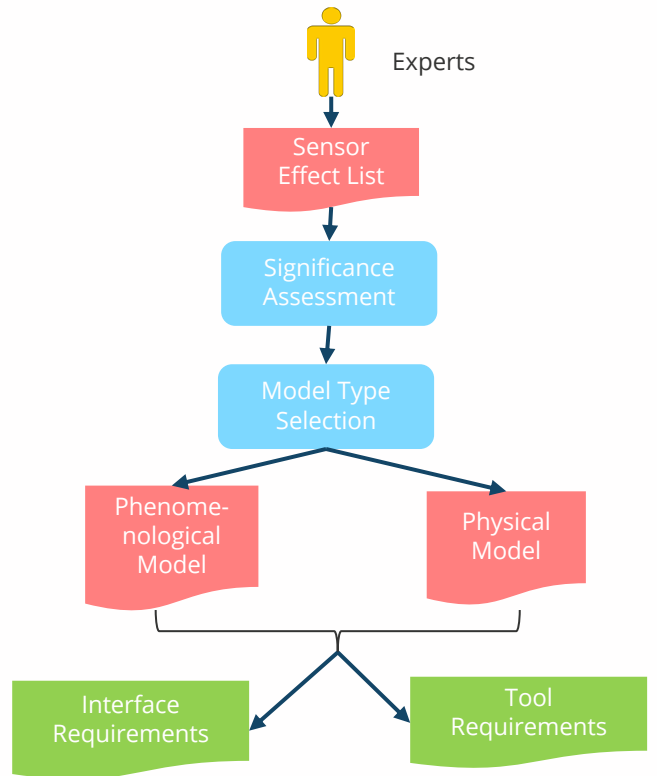 Experts
Sensor
Effect List
Significance
Assessment
Model Type
Selection
Phenome-
nological
Model
Physical
Model
Interface
Requirements
Tool
Requirements